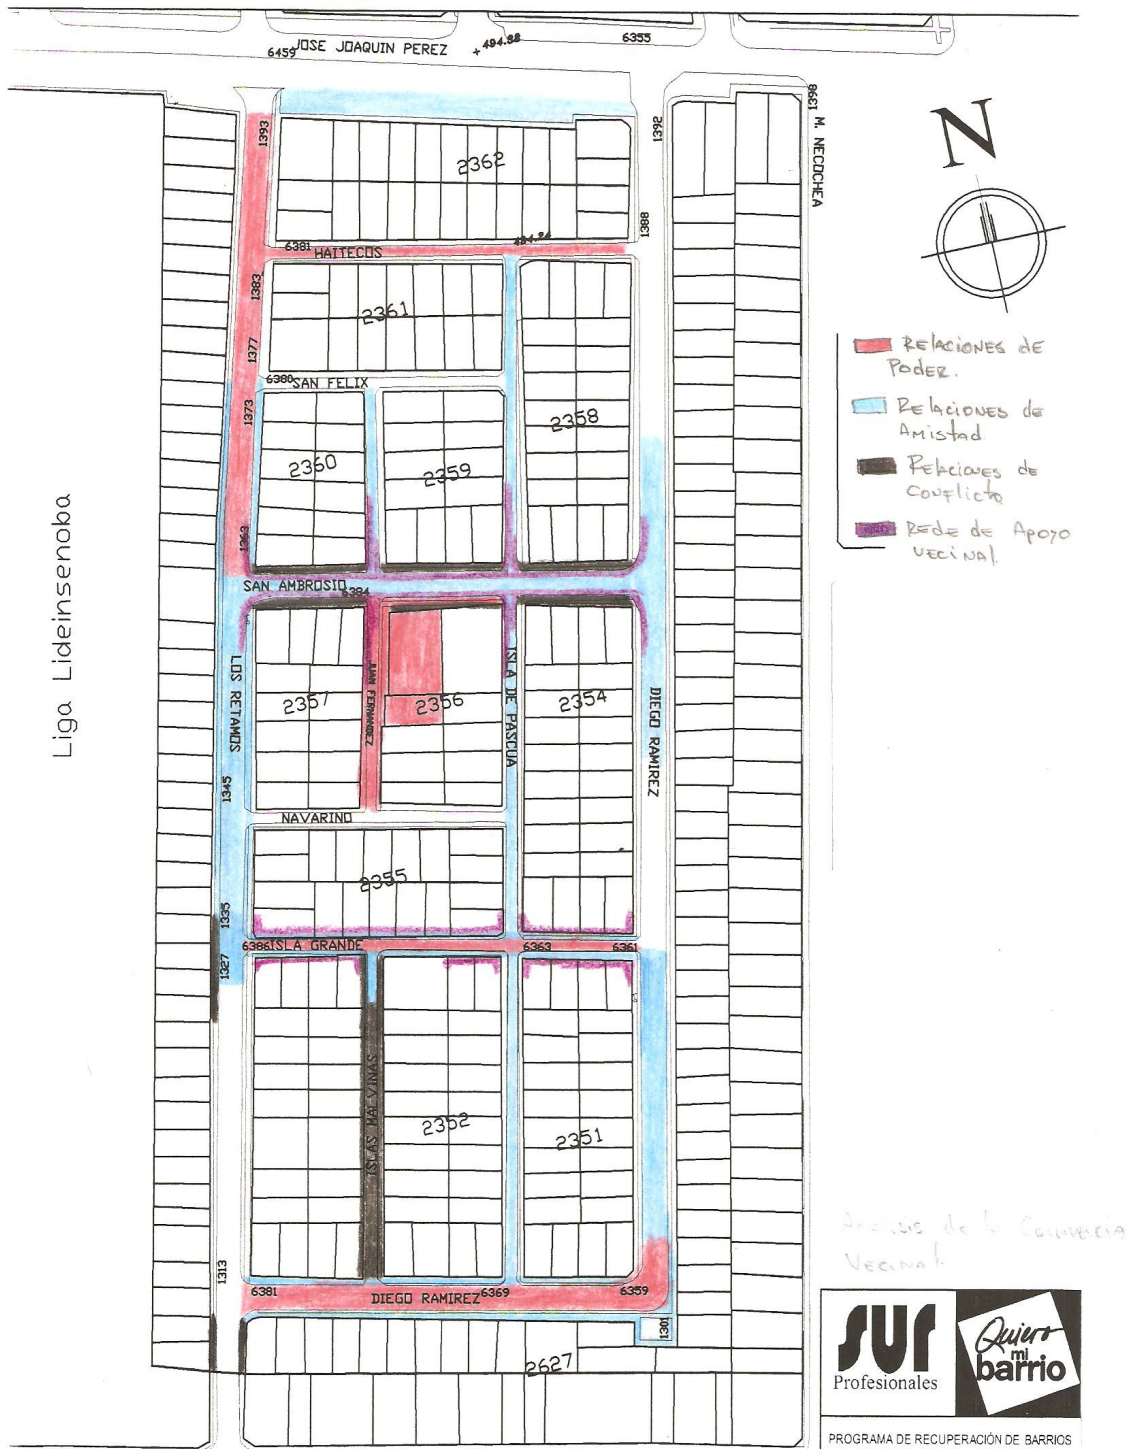 6459
JOSE JOAQUIN PEREZ
494.88
6355
1398
M. NECOCHEA
1393
1392
2362
N
1388
6381
HAITECOS
1383
2361
1377
RElAciONES dE
PodER.
6380
SAN FELIX
1373
RElAciONES de
AMistad
2358
2360
2359
RElAciones de
CONFlicto
Liga Lideinsenoba
1363
REdE de Apoyo
VECiNAl
SAN AMBROSIO
6384
LOS RETAMOS
2357
JUAN FERNANDEZ
2356
ISLA DE PASCUA
2354
DIEGO RAMIREZ
1345
NAVARINO
2355
1335
6386
ISLA GRANDE
6363
6361
1327
ISLAS MALVINAS
2352
2351
Vecinal
1313
6381
DIEGO RAMIREZ
6369
6359
1301
2627
SUR
Profesionales
Quiero
mi
barrio
PROGRAMA DE RECUPERACIÓN DE BARRIOS